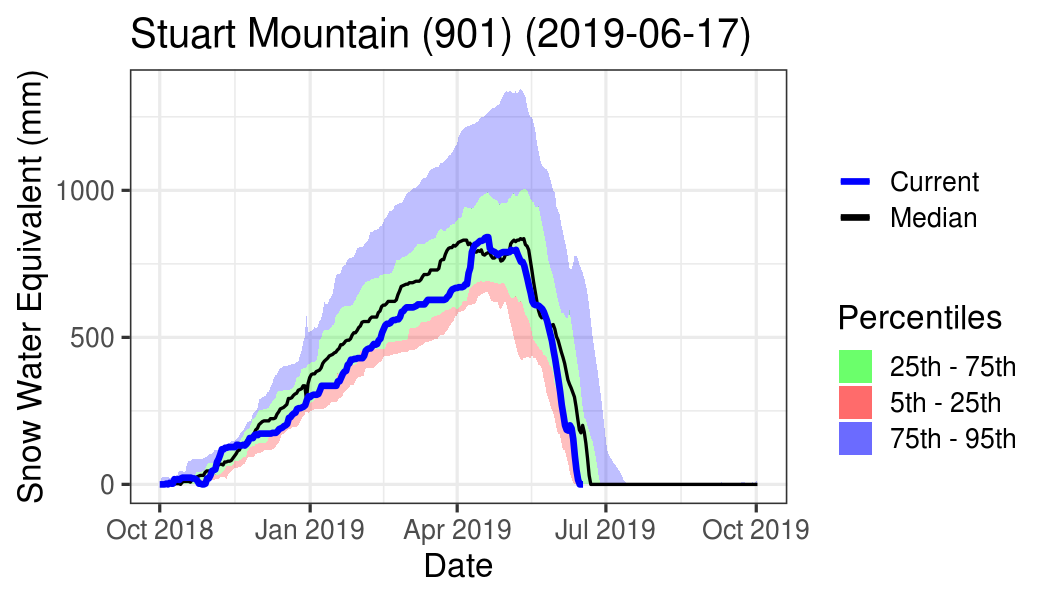 Stuart Mountain (901) (2019-06-17)
Snow Water Equivalent (mm)
1000
500
0
Oct 2018
Jan 2019
Apr 2019
Jul 2019
Oct 2019
Date
Current
Median
Percentiles
25th - 75th
5th - 25th
75th - 95th